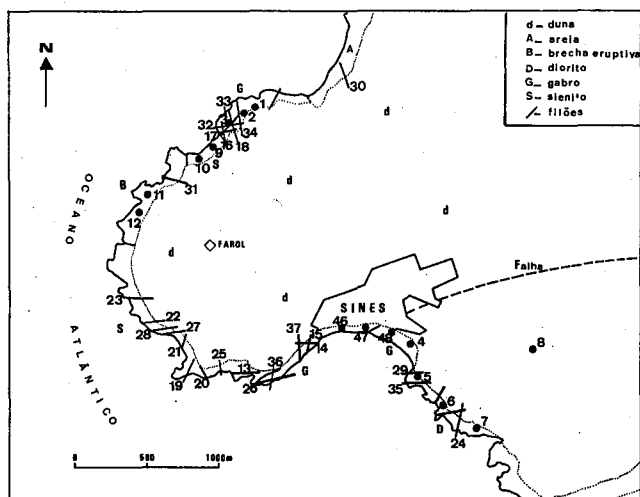 N
d - duna
A - areia
B - brecha eruptiva
D - diorito
G - gabro
S - sienito
/ - filões
A
30
G
33
1
2
d
32
17
16
34
18
9
S
10
31
d
B
11
12
OCEANO
d
FAROL
d
d
Falha
23
SINES
22
28
27
S
21
37
46
47
48
G
4
8
45
14
ATLÂNTICO
19
20
25
13
36
26
G
29
5
35
6
D
24
7
0
500
1000m